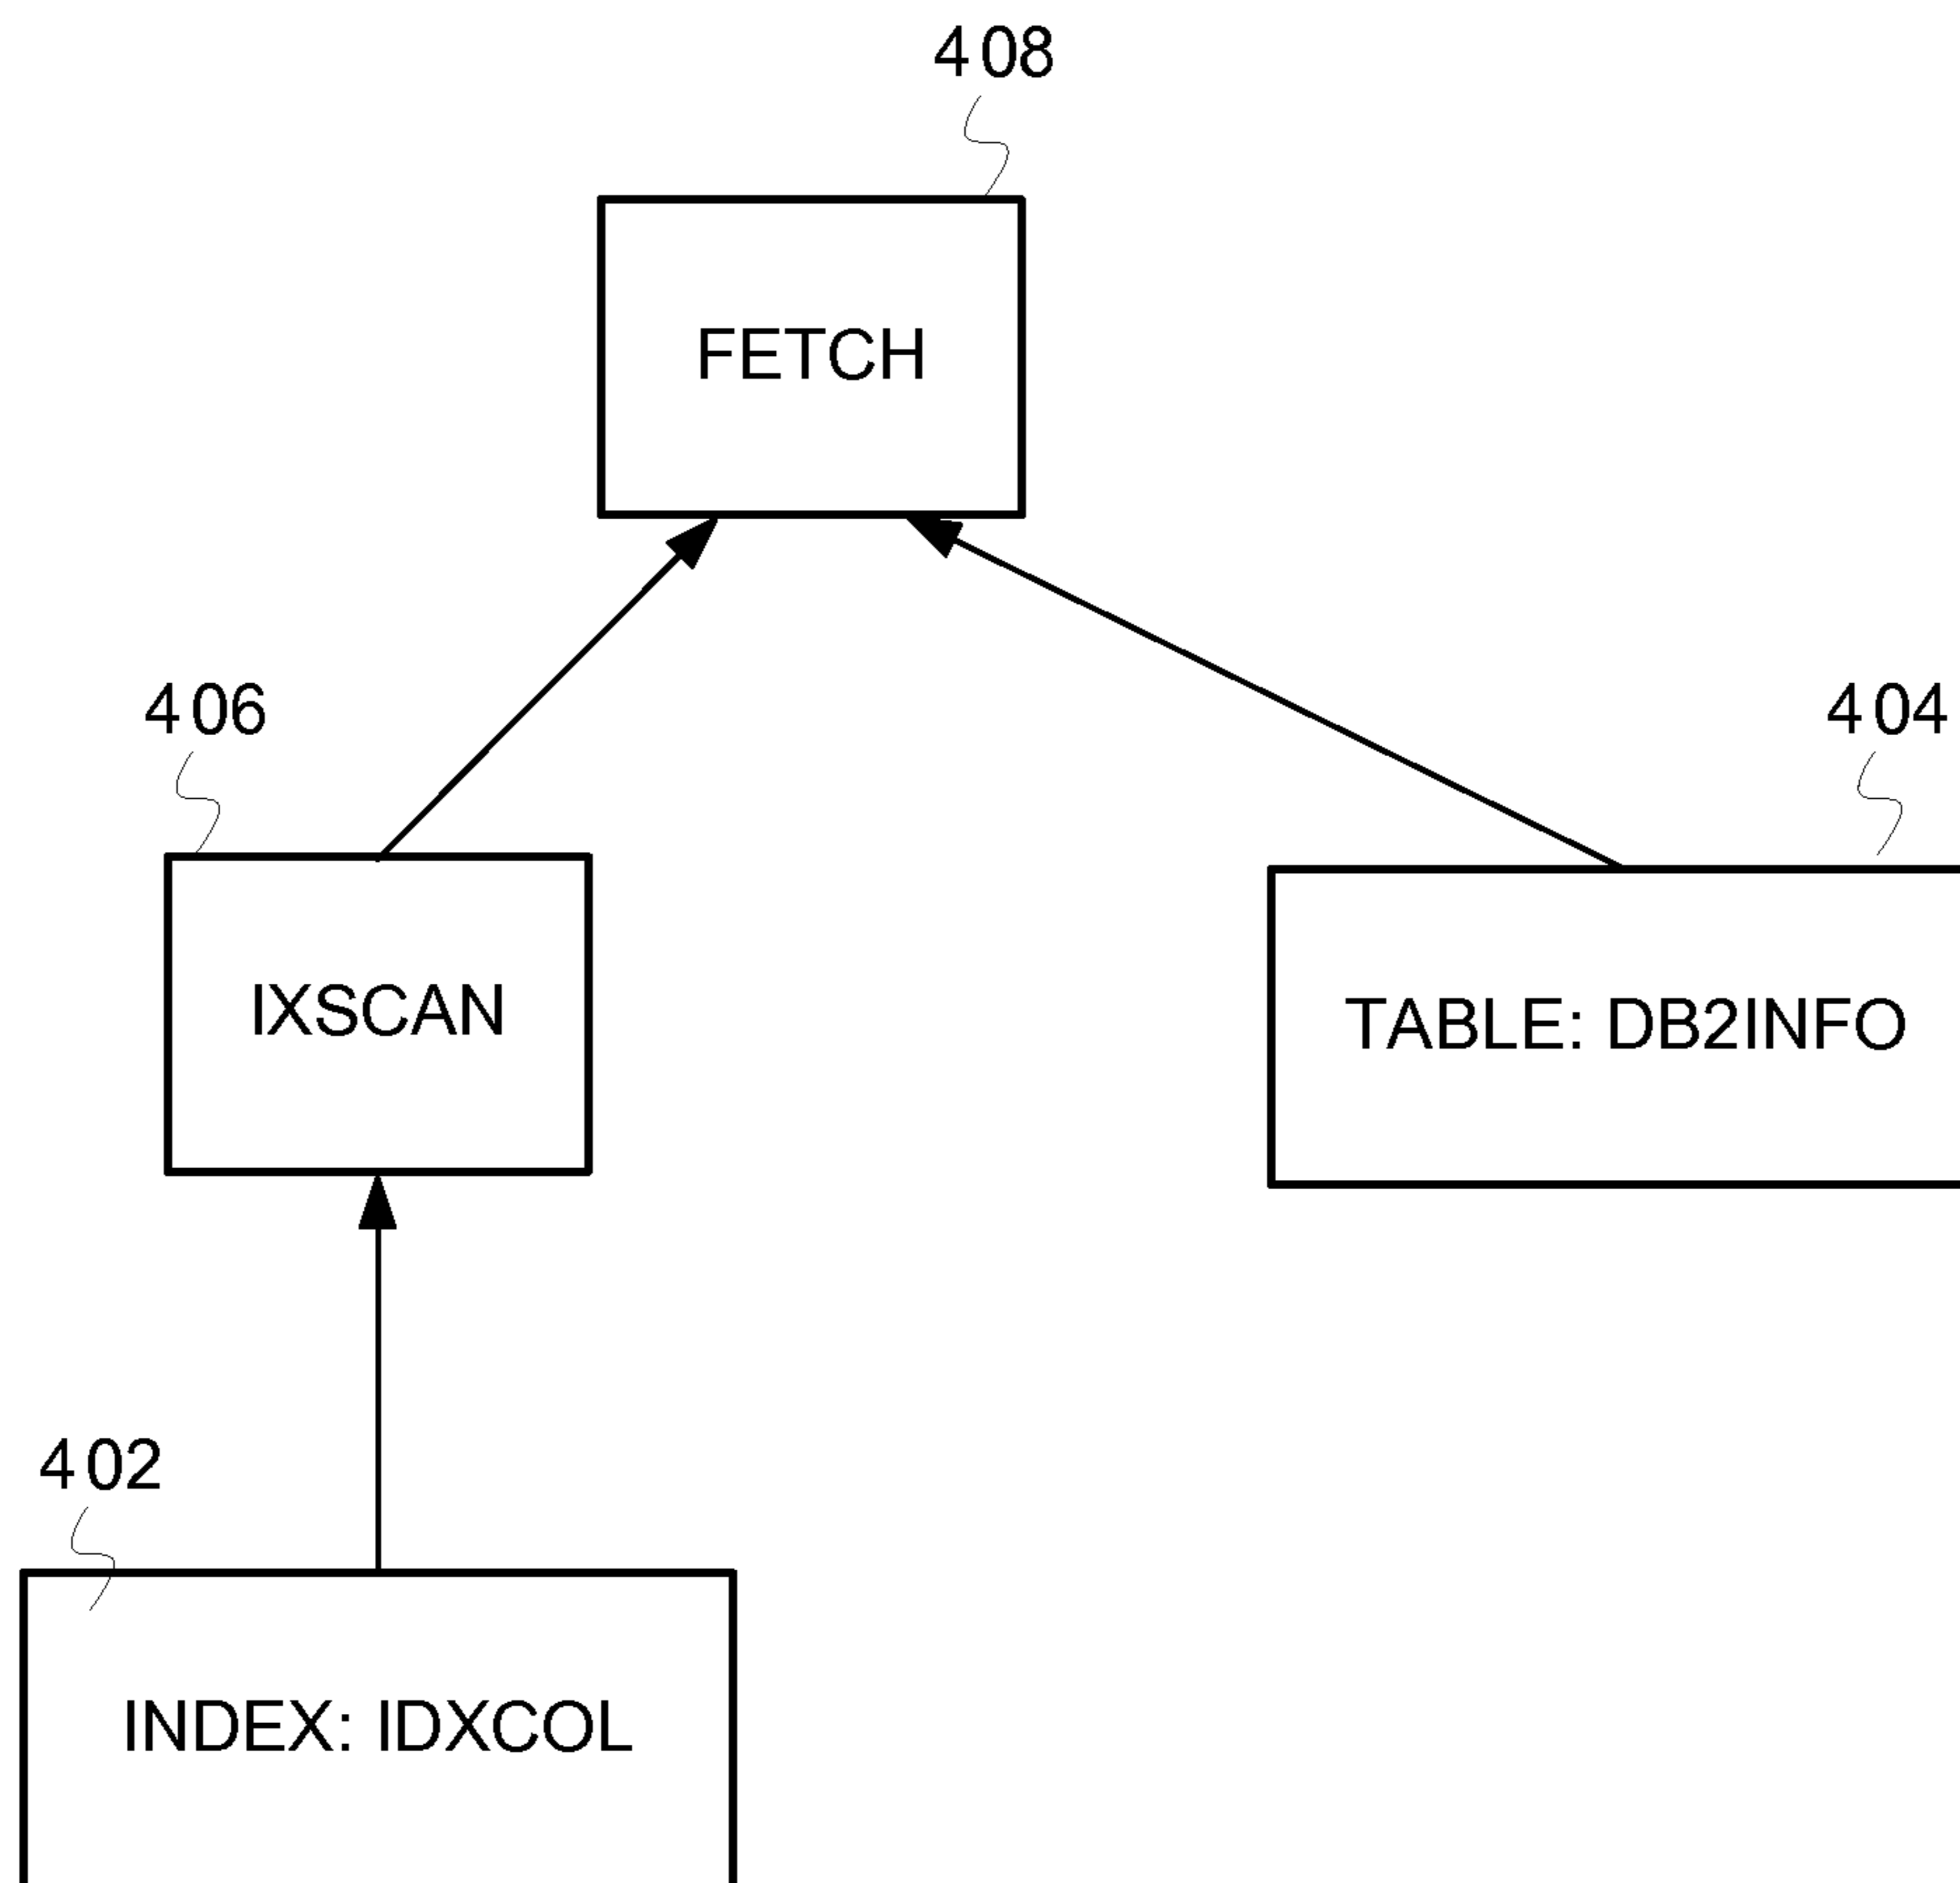 408
FETCH
406
404
IXSCAN
TABLE: DB2INFO
402
INDEX: IDXCOL